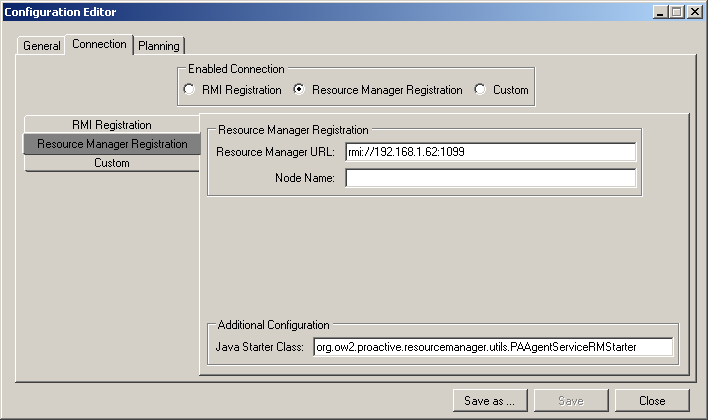 Configuration Editor
General Connection Planning
Enabled Connection
RMI Registration Resource Manager Registration Custom
RMI Registration
Resource Manager Registration
Custom
Resource Manager Registration
Resource Manager URL: rmi://192.168.1.62:1099
Node Name:
Additional Configuration
Java Starter Class: org.ow2.proactive.resourcemanager.utils.PAAgentServiceRMStarter
Save as ... Save Close